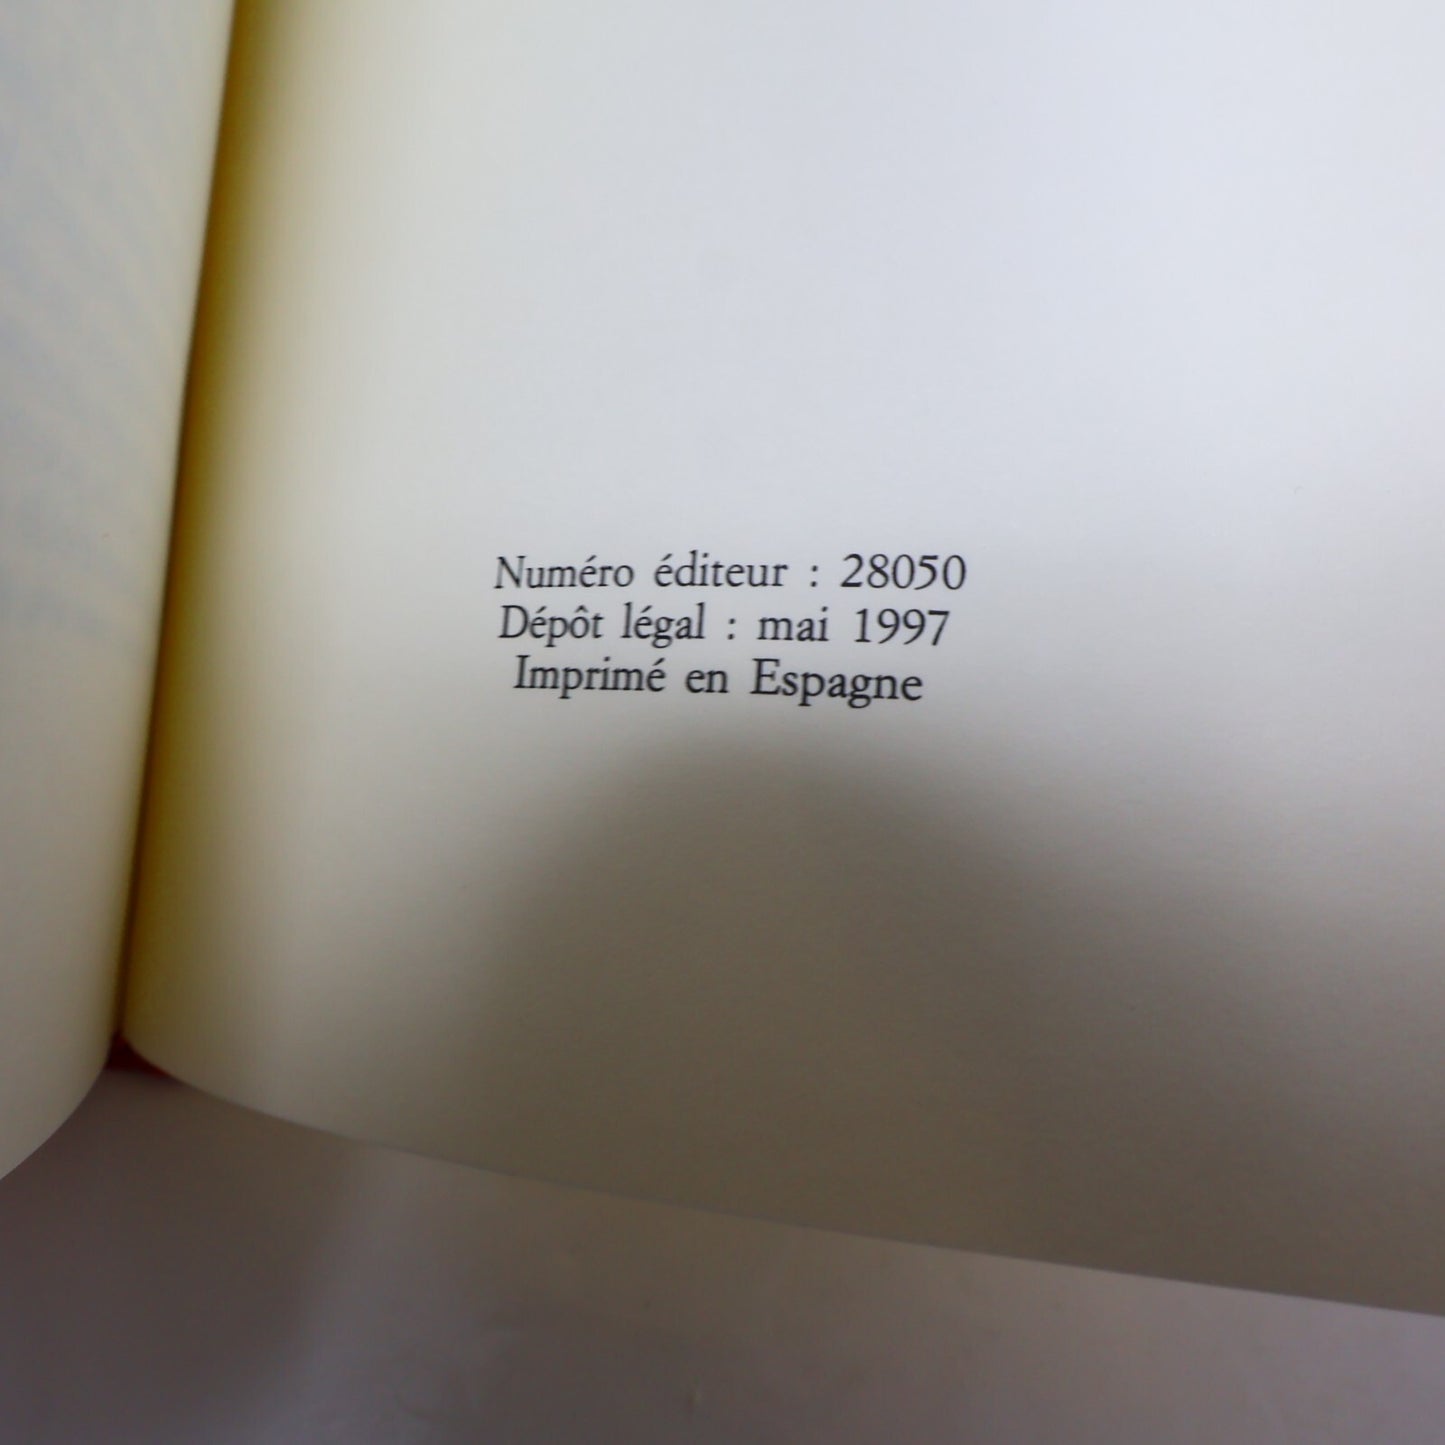 Numéro éditeur : 28050
Dépôt légal : mai 1997
Imprimé en Espagne